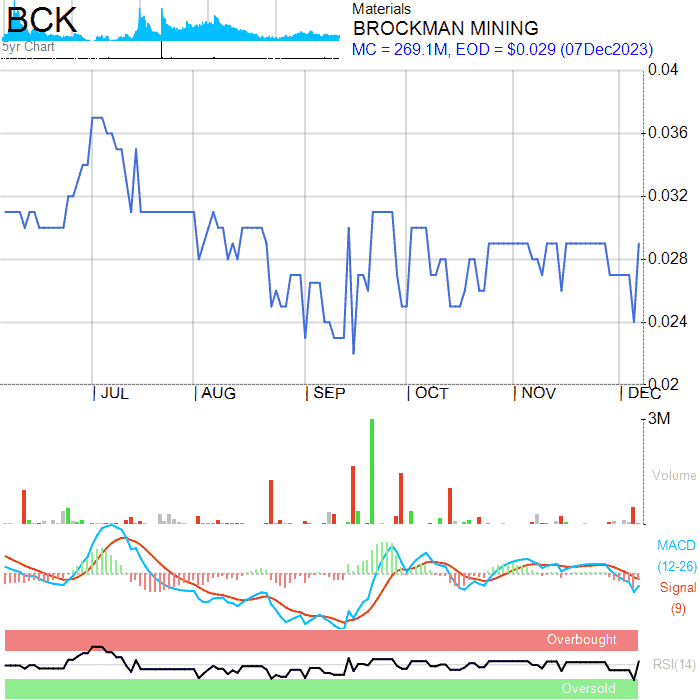 BCK
5yr Chart
Materials
BROCKMAN MINING
MC = 269.1M, EOD = $0.029 (07Dec2023)
0.04
0.036
0.032
0.028
0.024
0.02
JUL AUG SEP OCT NOV DEC
3M
Volume
MACD
(12-26)
Signal
(9)
Overbought
RSI(14)
Oversold